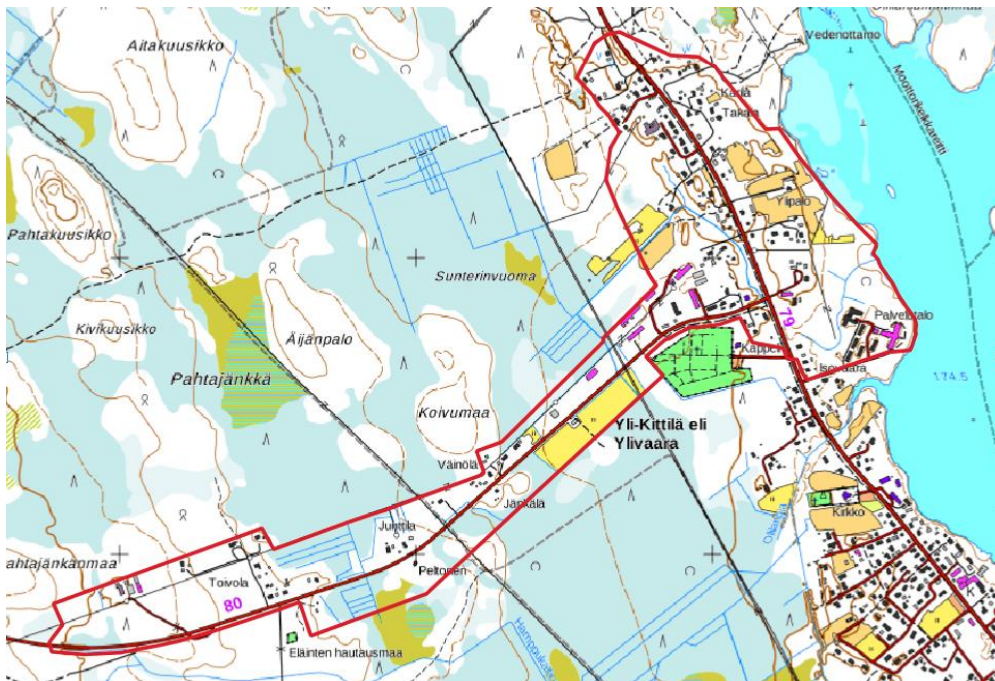 Aitakuusikko
Vedenottamo
Moottorikelkkareitti
Takala
Pahtakuusikko
Ylipalo
Sunterinvuoma
79
Palvelutalo
Kivikuusikko
Äijänpalo
Kappeli
Isovaara
174.5
Pahtajänkkä
Koivumaa
Yli-Kittilä eli
Ylivaara
Väinölä
Jänkälä
Kirkko
Junttila
Peltonen
Toivola
80
Eläinten hautausmaa
k